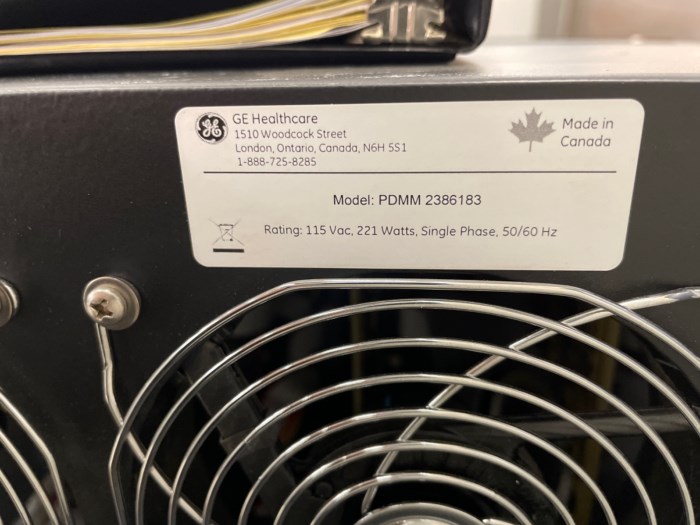 GE Healthcare
1510 Woodcock Street
London, Ontario, Canada, N6H 5S1
1-888-725-8285
Made in
Canada
Model: PDMM 2386183
Rating: 115 Vac, 221 Watts, Single Phase, 50/60 Hz